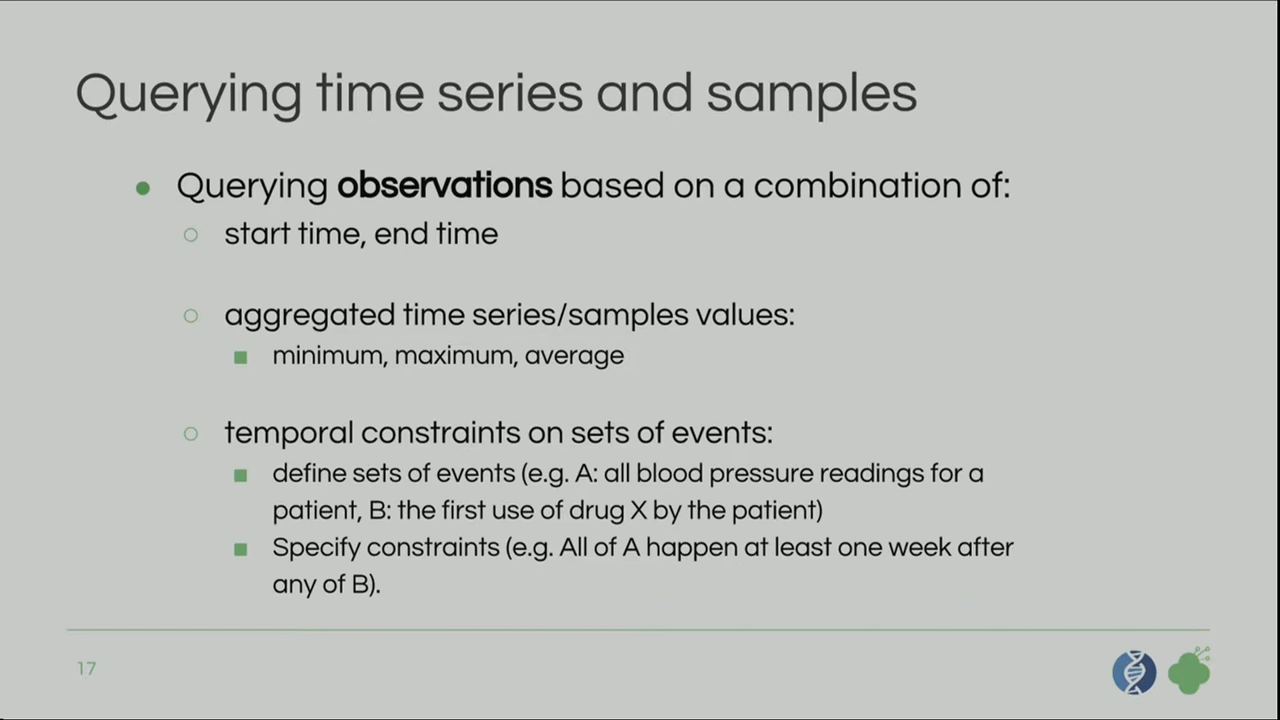 Querying time series and samples
● Querying observations based on a combination of:
○ start time, end time
○ aggregated time series/samples values:
■ minimum, maximum, average
○ temporal constraints on sets of events:
■ define sets of events (e.g. A: all blood pressure readings for a
patient, B: the first use of drug X by the patient)
■ Specify constraints (e.g. All of A happen at least one week after
any of B).
17